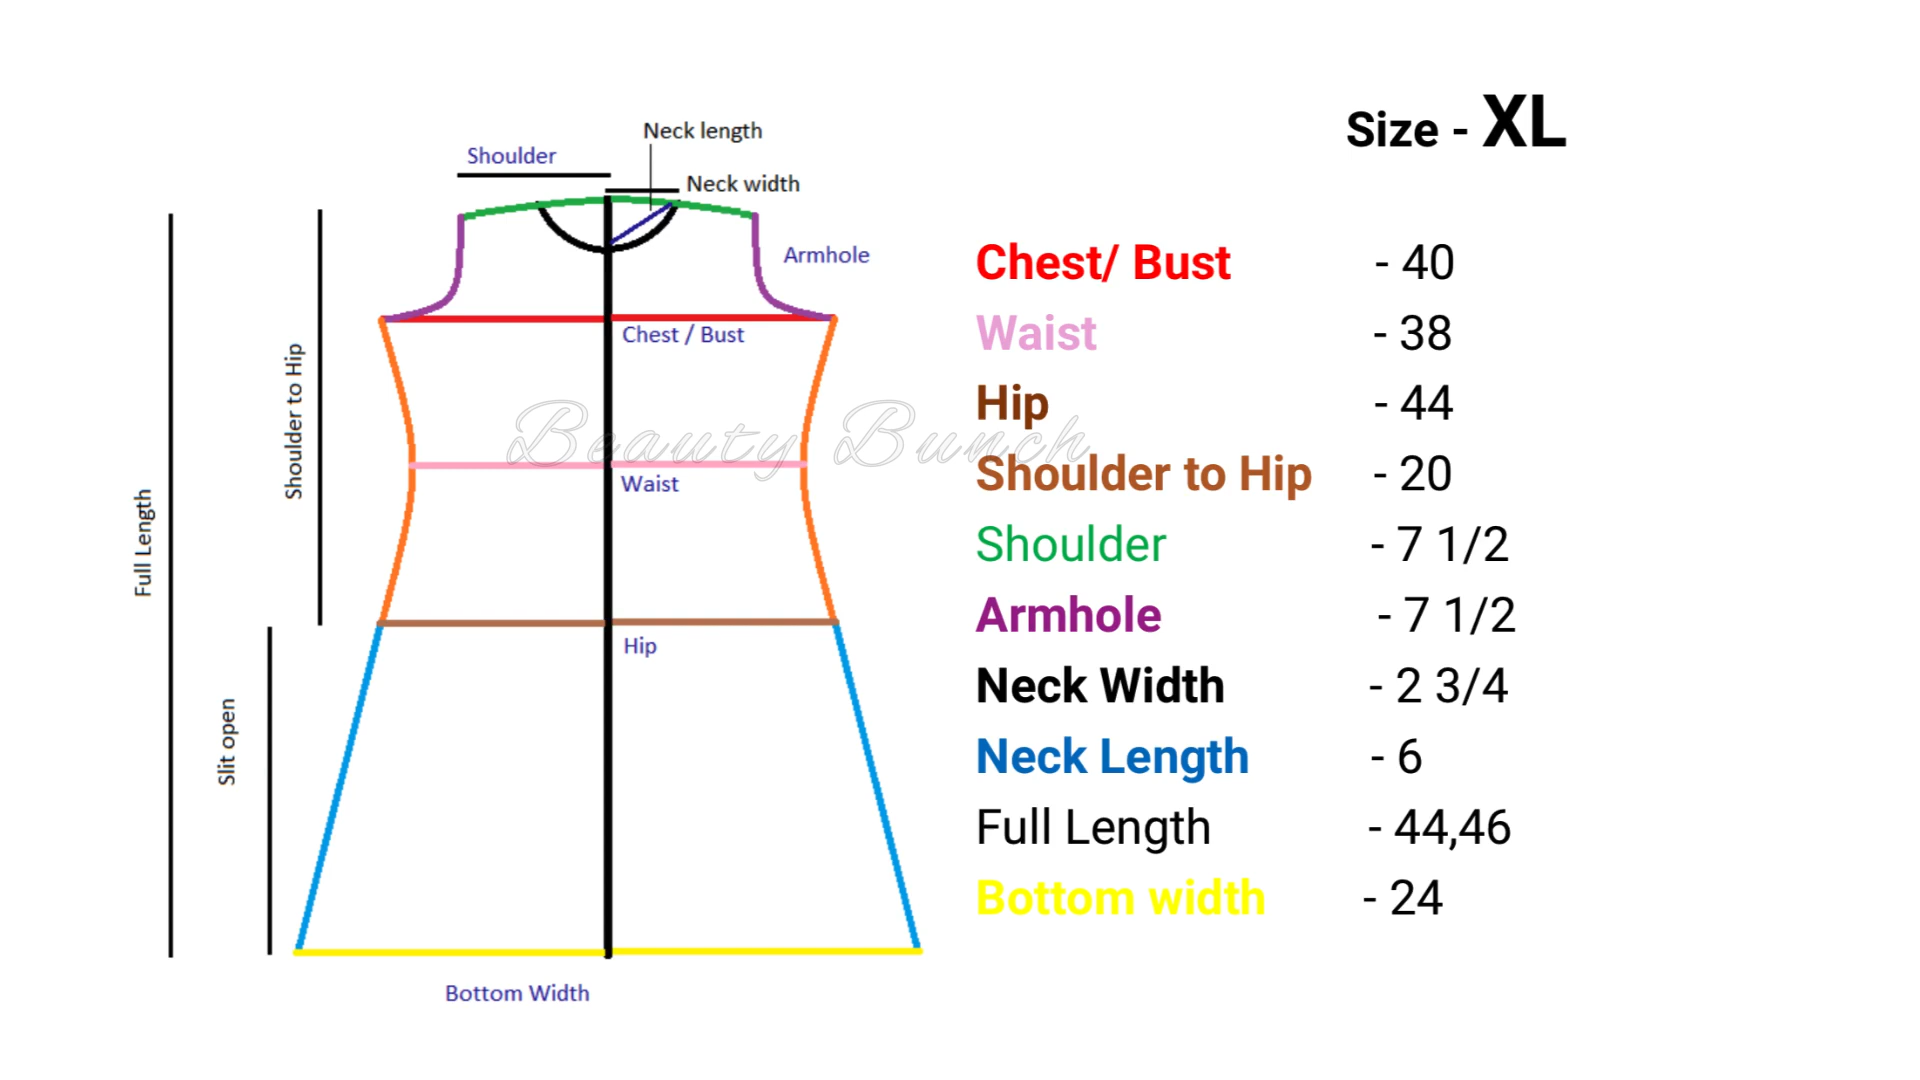 Size - XL
Neck length
Shoulder
Neck width
Armhole
Chest / Bust
Shoulder to Hip
Beauty Bunch
Waist
Full Length
Hip
Slit open
Bottom Width
Chest/ Bust - 40
Waist - 38
Hip - 44
Shoulder to Hip - 20
Shoulder - 7 1/2
Armhole - 7 1/2
Neck Width - 2 3/4
Neck Length - 6
Full Length - 44,46
Bottom width - 24